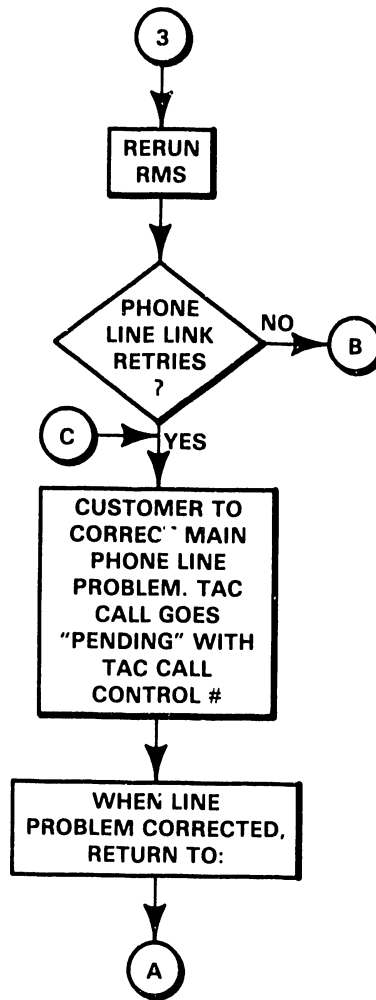 3
RERUN
RMS
PHONE
LINE LINK
RETRIES
?
NO
B
C
YES
CUSTOMER TO
MAIN
PHONE LINE
PROBLEM. TAC
CALL GOES
“PENDING” WITH
TAC CALL
CONTROL #
WHEN LINE
PROBLEM CORRECTED,
RETURN TO:
A